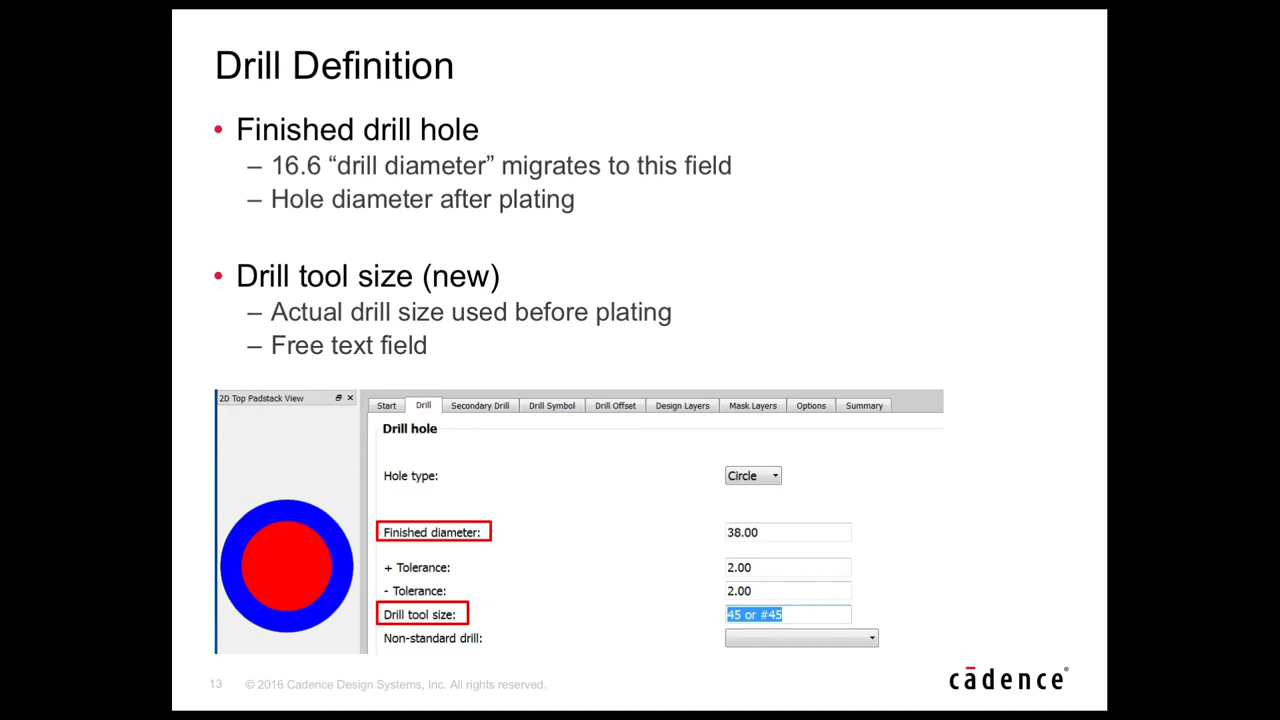 Drill Definition
• Finished drill hole
– 16.6 “drill diameter” migrates to this field
– Hole diameter after plating
• Drill tool size (new)
– Actual drill size used before plating
– Free text field
2D Top Padstack View
Start Drill Secondary Drill Drill Symbol Drill Offset Design Layers Mask Layers Options Summary
Drill hole
Hole type: Circle
Finished diameter: 38.00
+ Tolerance: 2.00
- Tolerance: 2.00
Drill tool size: 45 or #45
Non-standard drill:
13 © 2016 Cadence Design Systems, Inc. All rights reserved.
cādence®